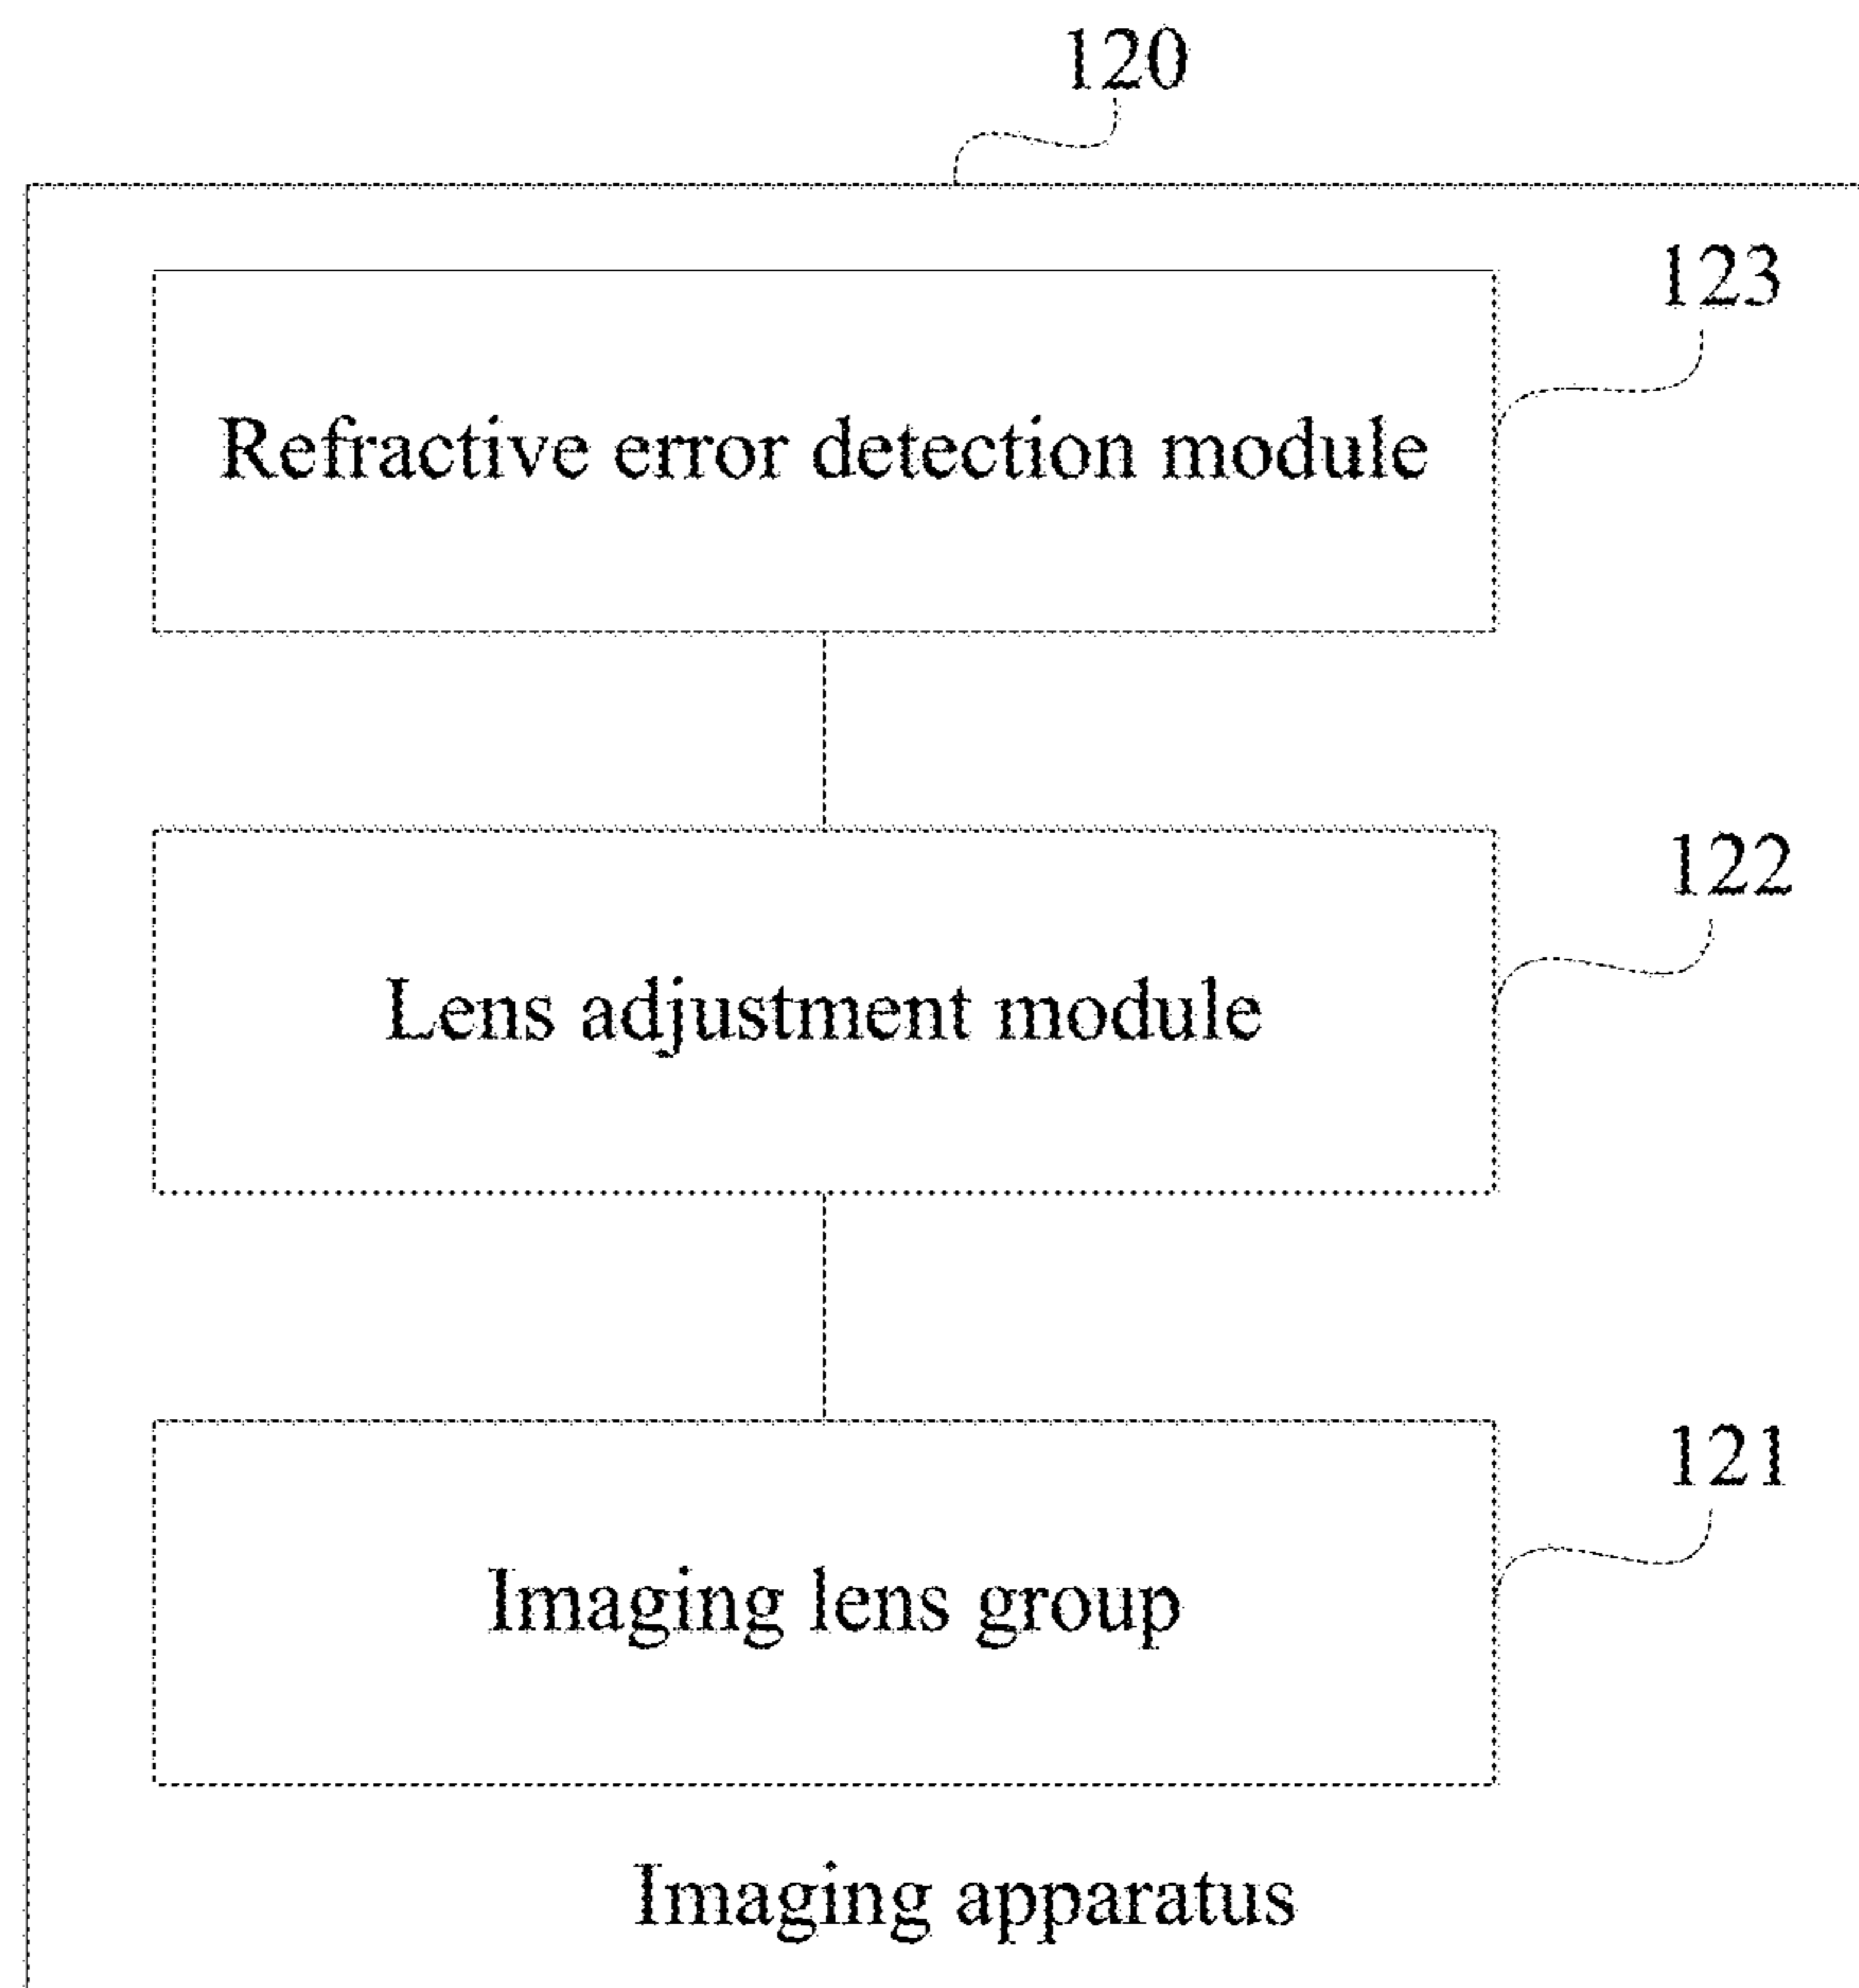 120
123
Refractive error detection module
122
Lens adjustment module
121
Imaging lens group
Imaging apparatus